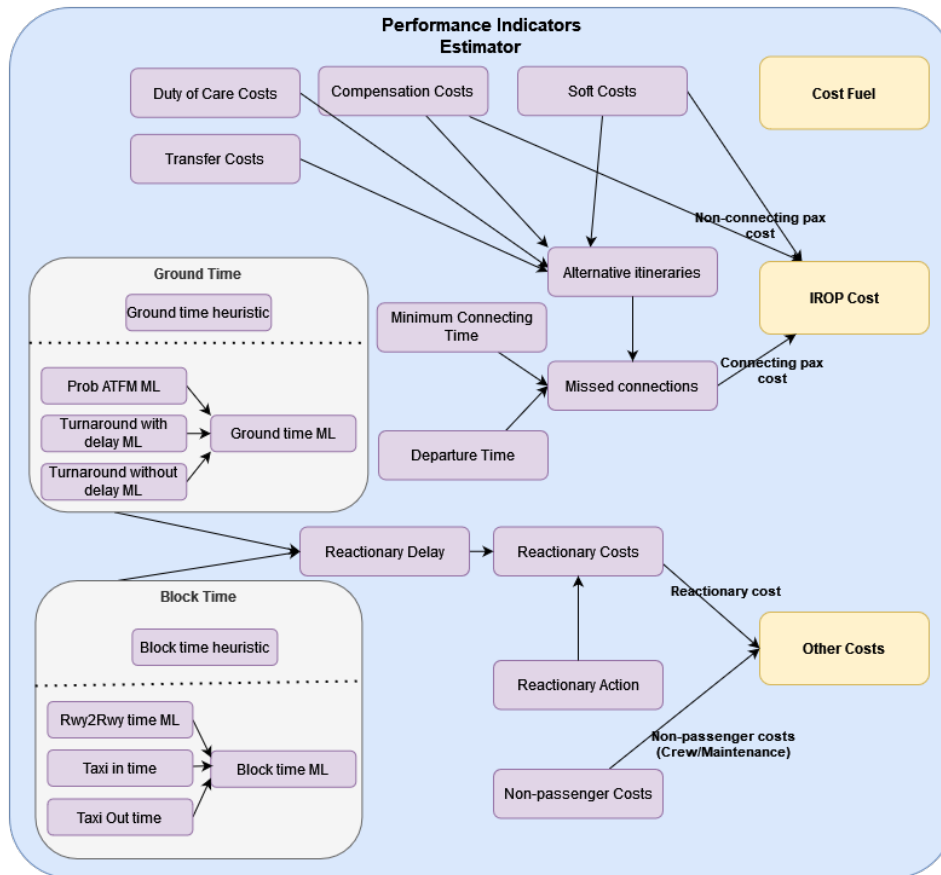 Performance Indicators
Estimator
Duty of Care Costs
Compensation Costs
Soft Costs
Cost Fuel
Transfer Costs
Non-connecting pax
cost
Ground Time
Ground time heuristic
Alternative itineraries
IROP Cost
Minimum Connecting
Time
Connecting pax
cost
Prob ATFM ML
Missed connections
Turnaround with
delay ML
Ground time ML
Departure Time
Turnaround without
delay ML
Reactionary Delay
Reactionary Costs
Reactionary cost
Block Time
Block time heuristic
Other Costs
Reactionary Action
Rwy2Rwy time ML
Non-passenger costs
(Crew/Maintenance)
Taxi in time
Block time ML
Non-passenger Costs
Taxi Out time